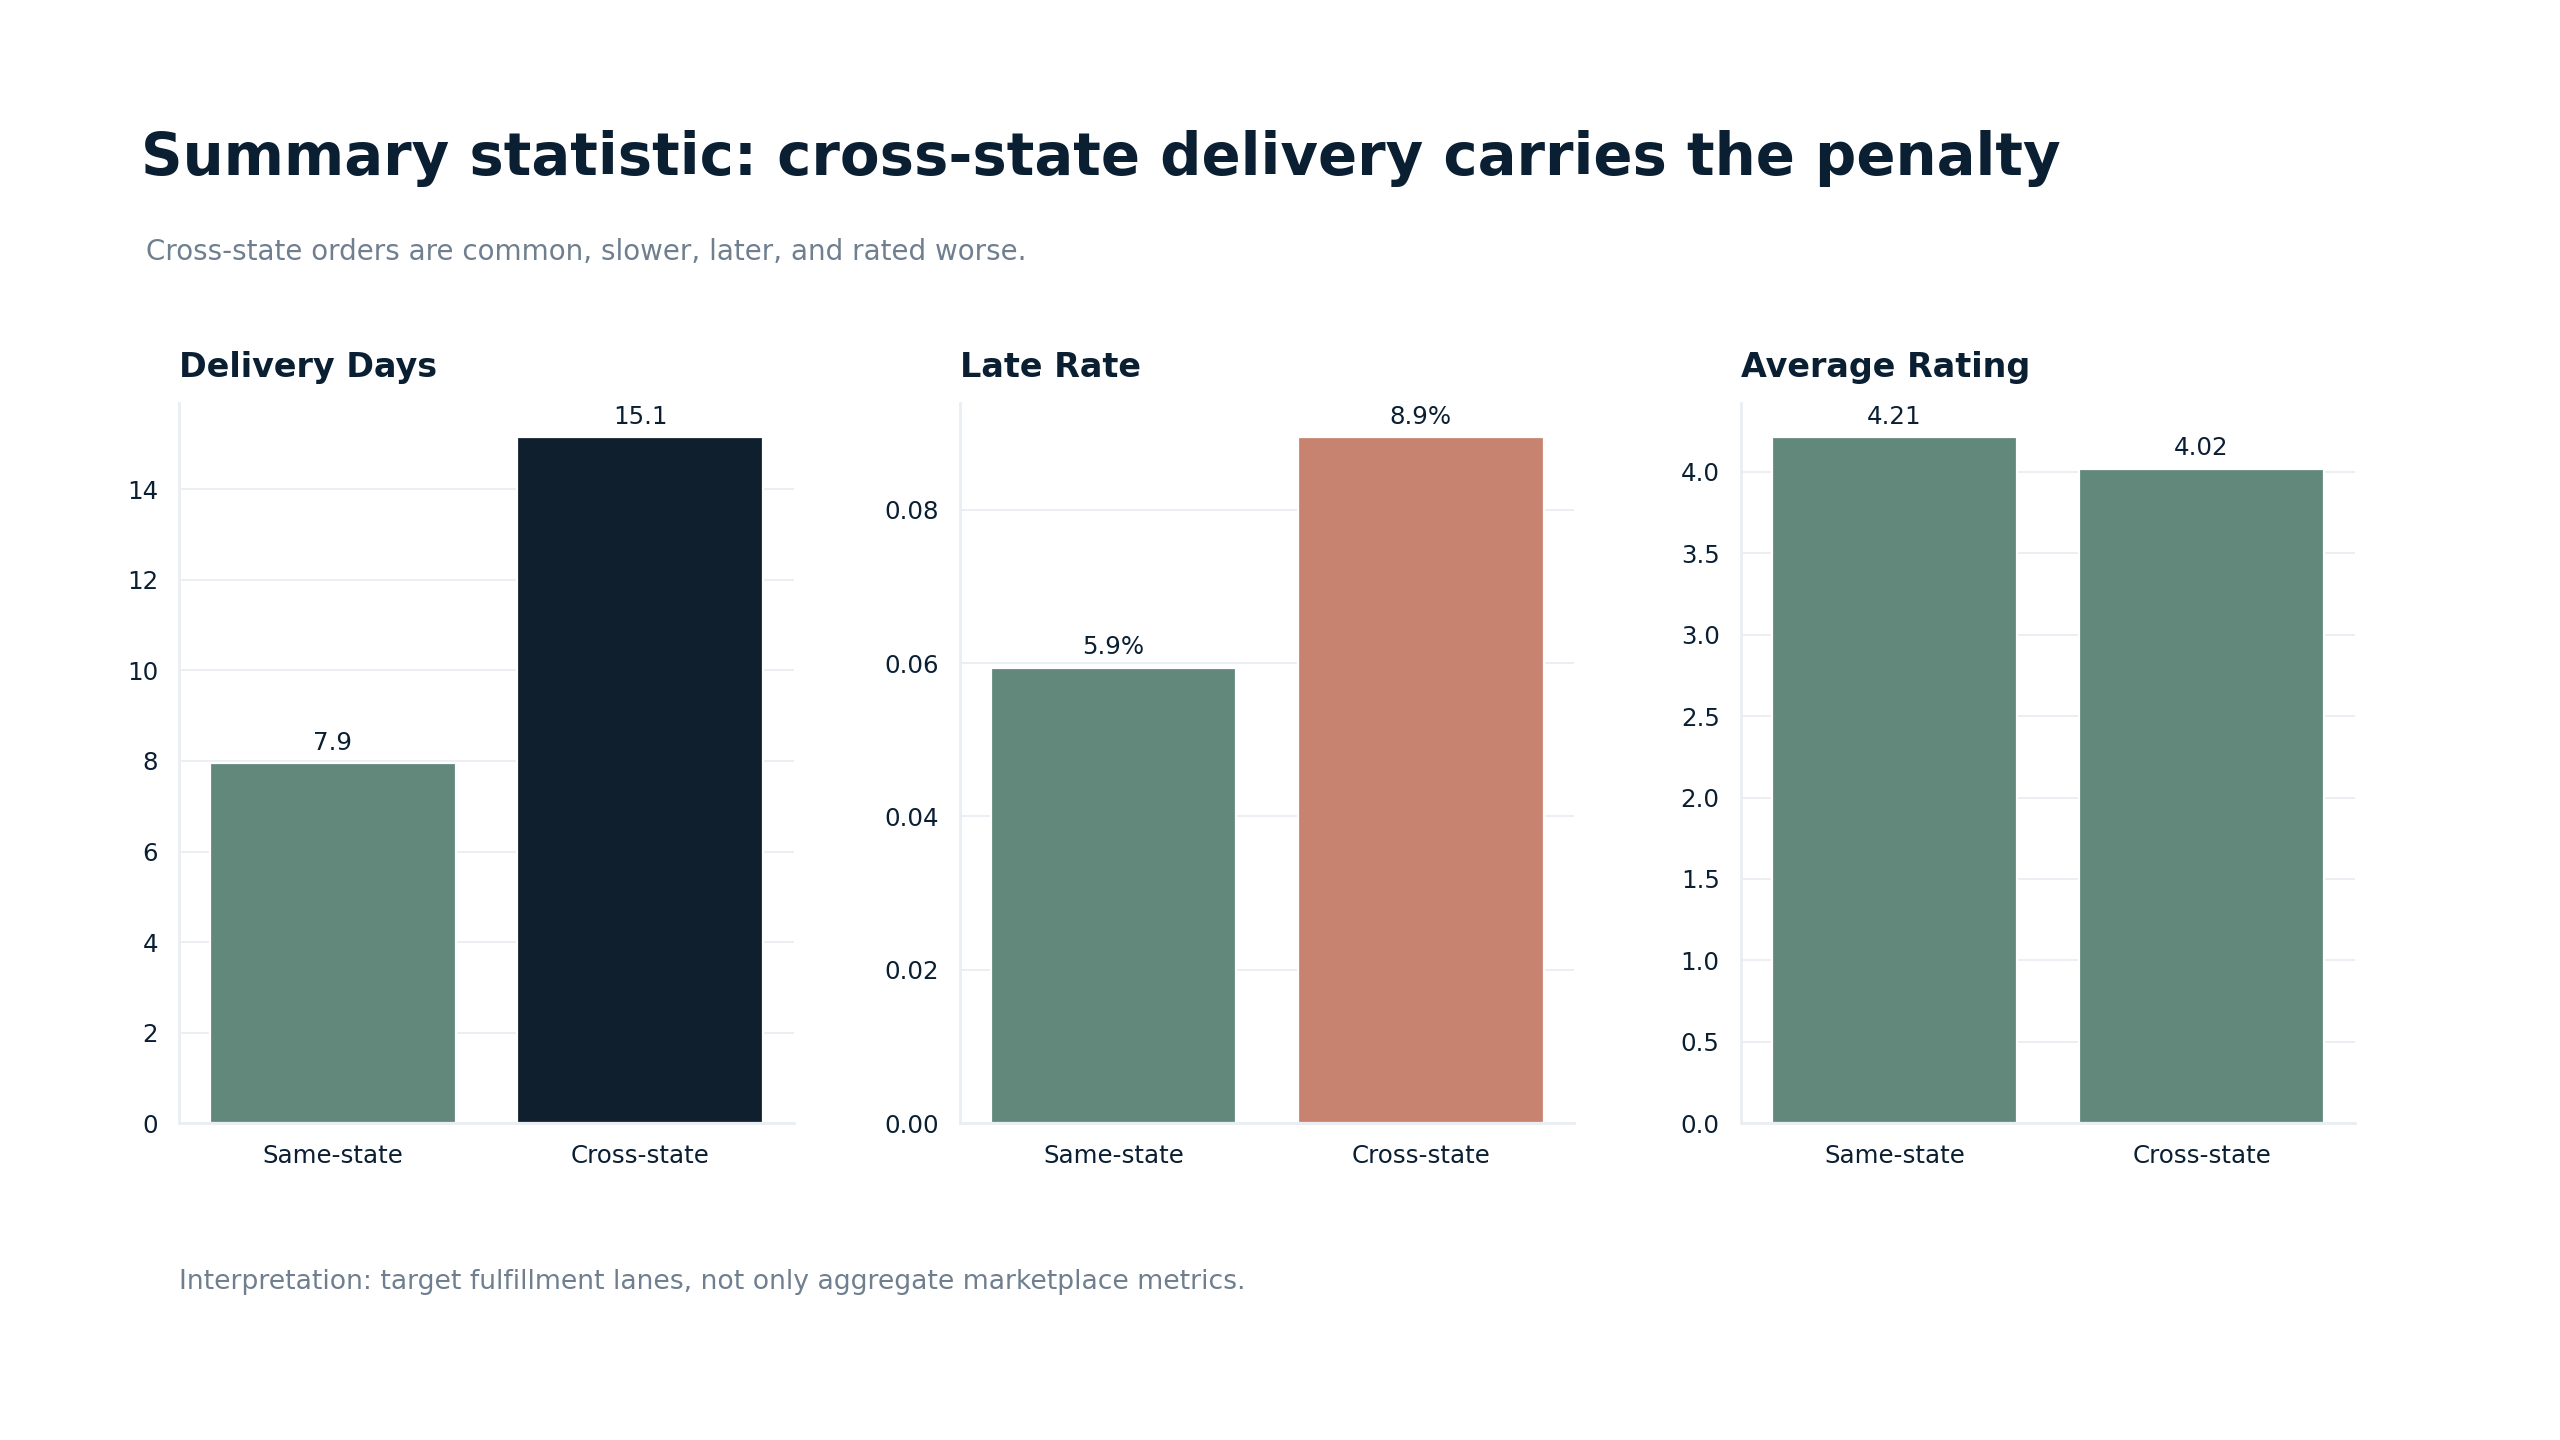 Summary statistic: cross-state delivery carries the penalty
Cross-state orders are common, slower, later, and rated worse.
Delivery Days
15.1
7.9
14
12
10
8
6
4
2
0
Same-state
Cross-state
Late Rate
8.9%
5.9%
0.08
0.06
0.04
0.02
0.00
Same-state
Cross-state
Average Rating
4.21
4.02
4.0
3.5
3.0
2.5
2.0
1.5
1.0
0.5
0.0
Same-state
Cross-state
Interpretation: target fulfillment lanes, not only aggregate marketplace metrics.